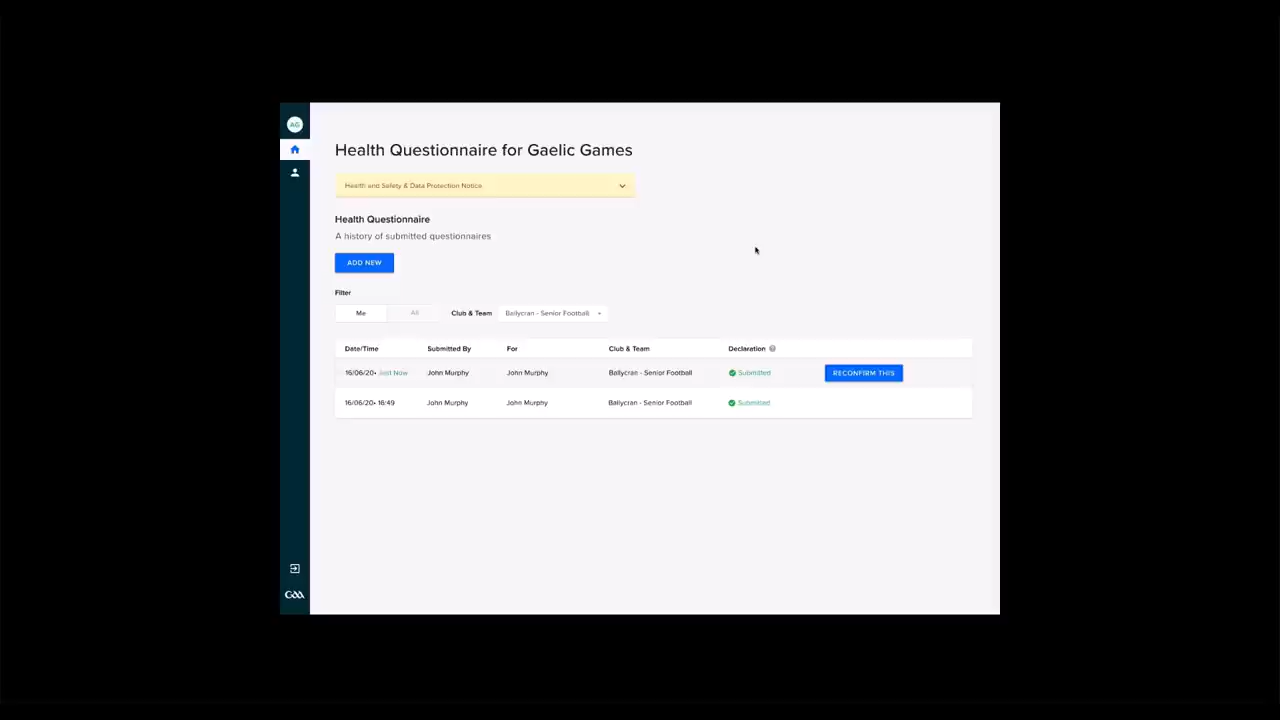 AG
Health Questionnaire for Gaelic Games
Health and Safety & Data Protection Notice
Health Questionnaire
A history of submitted questionnaires
ADD NEW
Filter
Me All Club & Team Ballycran - Senior Football
Date/Time Submitted By For Club & Team Declaration ?
16/06/20• Just Now John Murphy John Murphy Ballycran - Senior Football Submitted RECONFIRM THIS
16/06/20• 16:49 John Murphy John Murphy Ballycran - Senior Football Submitted
GAA